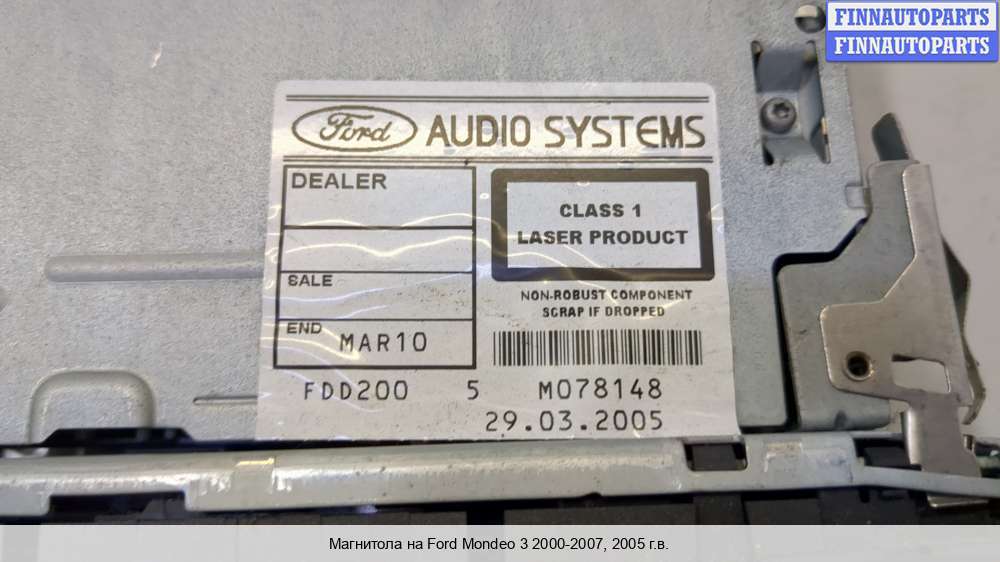 FINNAUTOPARTS
FINNAUTOPARTS
Ford AUDIO SYSTEMS
DEALER
SALE
END MAR10
CLASS 1
LASER PRODUCT
NON-ROBUST COMPONENT
SCRAP IF DROPPED
FDD200 5 M078148
29.03.2005
Магнитола на Ford Mondeo 3 2000-2007, 2005 г.в.